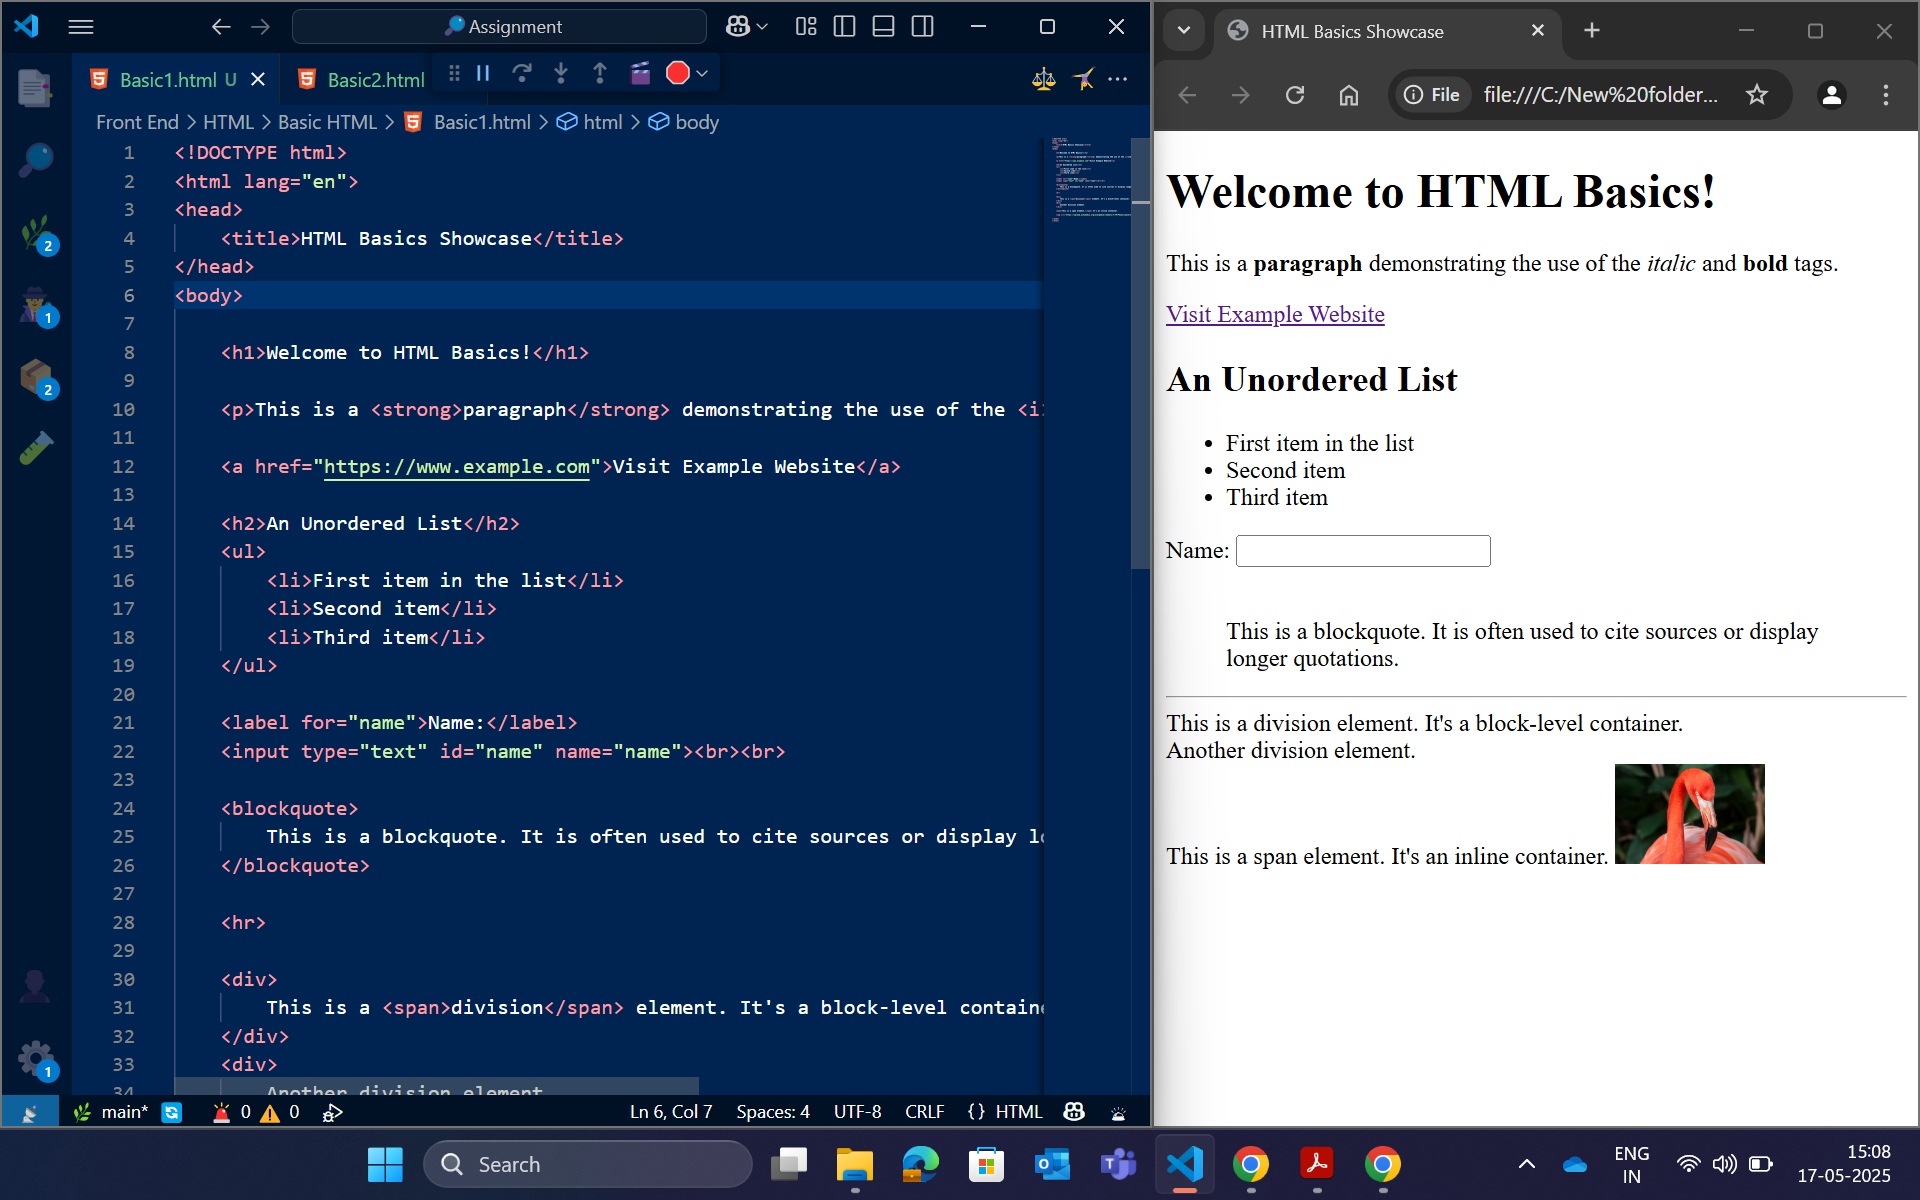 Assignment
HTML Basics Showcase
Basic1.html U
Basic2.html
File file:///C:/New%20folder...
Front End > HTML > Basic HTML > Basic1.html > html > body
1 <!DOCTYPE html>
2 <html lang="en">
3 <head>
4 <title>HTML Basics Showcase</title>
5 </head>
6 <body>
7
8 <h1>Welcome to HTML Basics!</h1>
9
10 <p>This is a <strong>paragraph</strong> demonstrating the use of the <i>
11
12 <a href="https://www.example.com">Visit Example Website</a>
13
14 <h2>An Unordered List</h2>
15 <ul>
16 <li>First item in the list</li>
17 <li>Second item</li>
18 <li>Third item</li>
19 </ul>
20
21 <label for="name">Name:</label>
22 <input type="text" id="name" name="name"><br><br>
23
24 <blockquote>
25 This is a blockquote. It is often used to cite sources or display lo
26 </blockquote>
27
28 <hr>
29
30 <div>
31 This is a <span>division</span> element. It's a block-level containe
32 </div>
33 <div>
34 Another division element.
2
1
2
1
main* 0 0 Ln 6, Col 7 Spaces: 4 UTF-8 CRLF {} HTML
Welcome to HTML Basics!
This is a paragraph demonstrating the use of the italic and bold tags.
Visit Example Website
An Unordered List
• First item in the list
• Second item
• Third item
Name:
This is a blockquote. It is often used to cite sources or display
longer quotations.
This is a division element. It's a block-level container.
Another division element.
This is a span element. It's an inline container.
Search
ENG
IN
15:08
17-05-2025